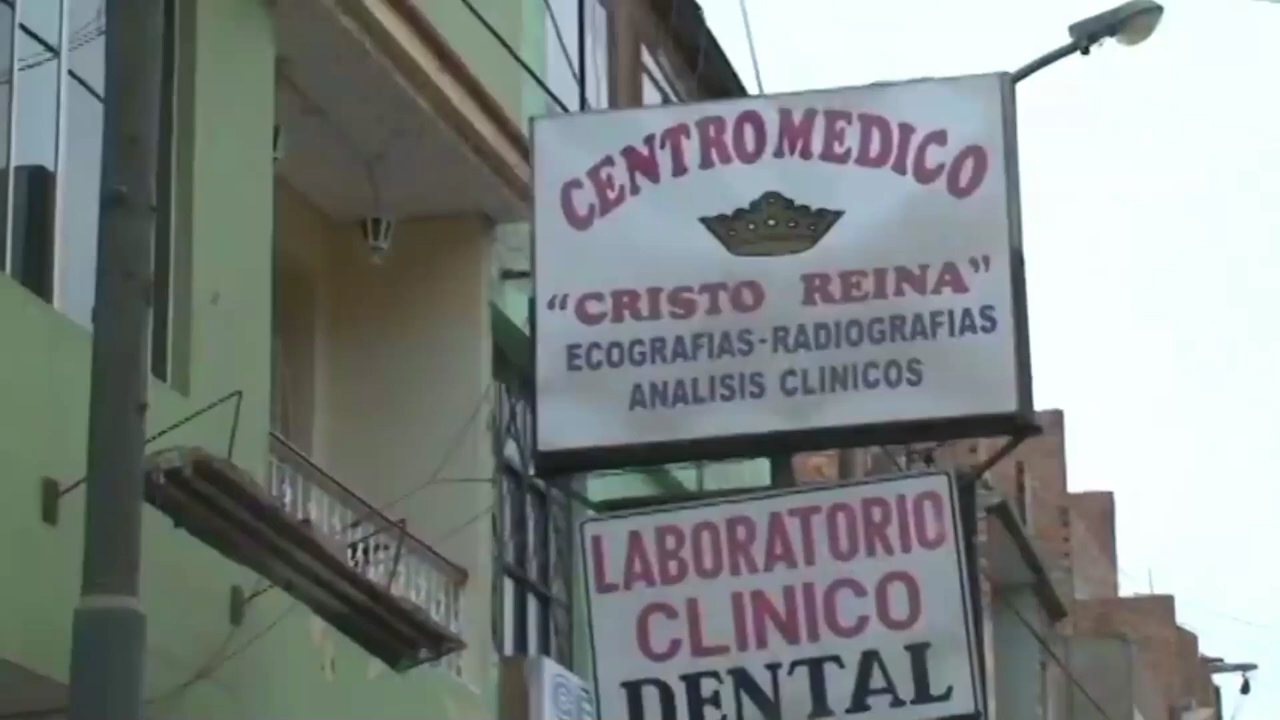 CENTRO MEDICO
"CRISTO REINA"
ECOGRAFIAS-RADIOGRAFIAS
ANALISIS CLINICOS
LABORATORIO
CLINICO
DENTAL